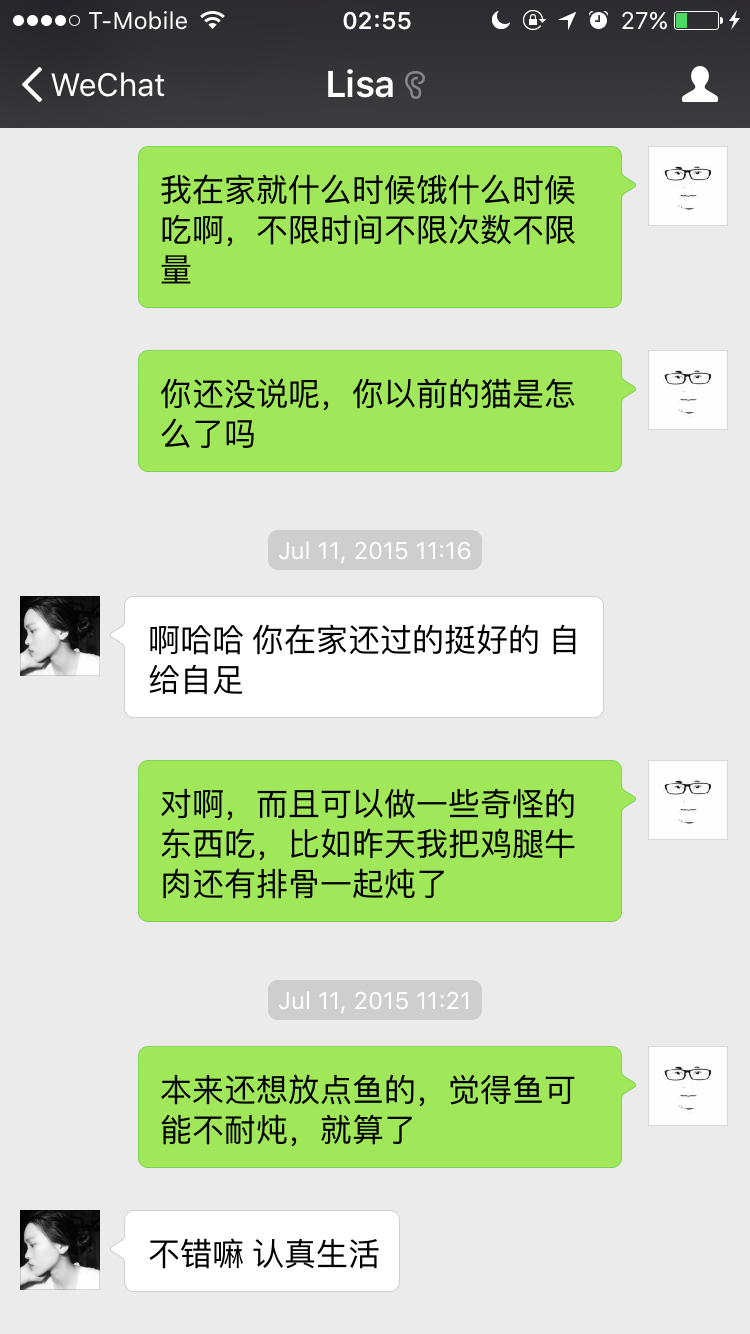 T-Mobile 02:55 27%
WeChat Lisa
我在家就什么时候饿什么时候
吃啊，不限时间不限次数不限
量
你还没说呢，你以前的猫是怎
么了吗
Jul 11, 2015 11:16
啊哈哈 你在家还过的挺好的 自
给自足
对啊，而且可以做一些奇怪的
东西吃，比如昨天我把鸡腿牛
肉还有排骨一起炖了
Jul 11, 2015 11:21
本来还想放点鱼的，觉得鱼可
能不耐炖，就算了
不错嘛 认真生活